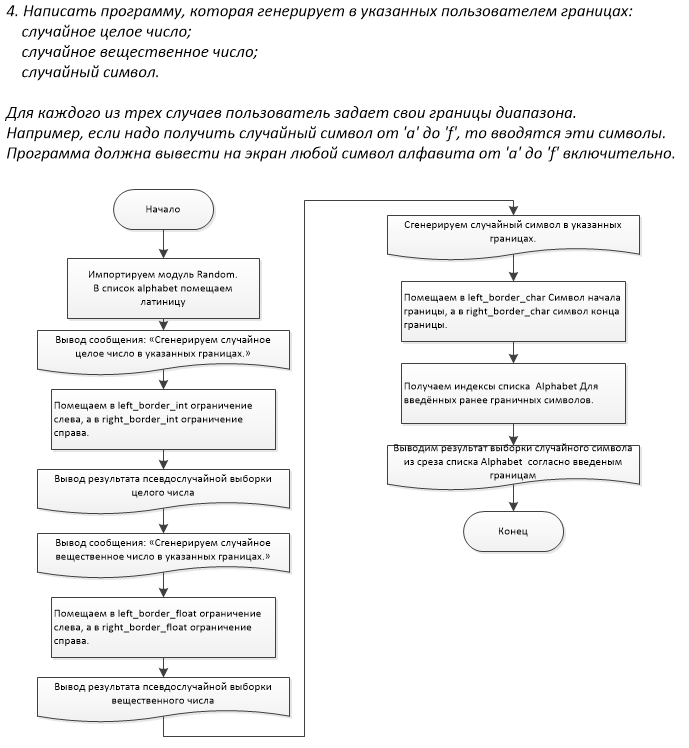 4. Написать программу, которая генерирует в указанных пользователем границах:
случайное целое число;
случайное вещественное число;
случайный символ.
Для каждого из трех случаев пользователь задает свои границы диапазона.
Например, если надо получить случайный символ от 'a' до 'f', то вводятся эти символы.
Программа должна вывести на экран любой символ алфавита от 'a' до 'f' включительно.
Начало
Импортируем модуль Random.
В список alphabet помещаем
латиницу
Вывод сообщения: «Сгенерируем случайное
целое число в указанных границах.»
Помещаем в left_border_int ограничение
слева, а в right_border_int ограничение
справа.
Вывод результата псевдослучайной выборки
целого числа
Вывод сообщения: «Сгенерируем случайное
вещественное число в указанных границах.»
Помещаем в left_border_float ограничение
слева, а в right_border_float ограничение
справа.
Вывод результата псевдослучайной выборки
вещественного числа
Сгенерируем случайный символ в указанных
границах.
Помещаем в left_border_char Символ начала
границы, а в right_border_char символ конца
границы.
Получаем индексы списка Alphabet Для
введённых ранее граничных символов.
Выводим результат выборки случайного символа
из среза списка Alphabet согласно введеным
границам
Конец